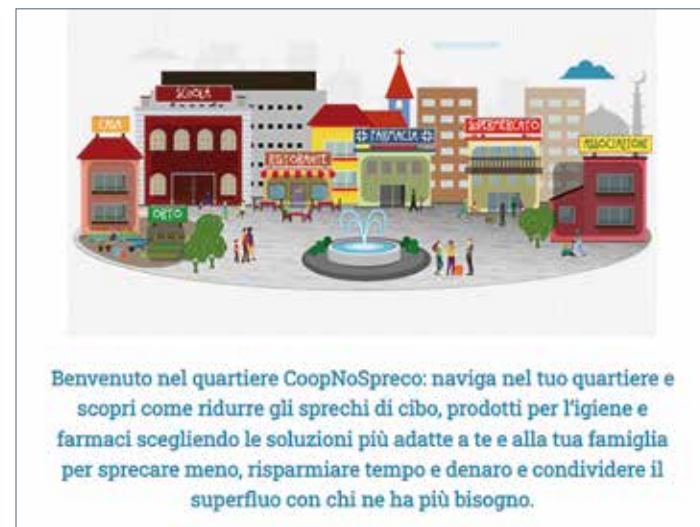 SCUOLA
CASA
RISTORANTE
FARMACIA
SUPERMERCATO
ASSOCIAZIONE
ORTO
Benvenuto nel quartiere CoopNoSpreco: naviga nel tuo quartiere e
scopri come ridurre gli sprechi di cibo, prodotti per l'igiene e
farmaci scegliendo le soluzioni più adatte a te e alla tua famiglia
per sprecare meno, risparmiare tempo e denaro e condividere il
superfluo con chi ne ha più bisogno.